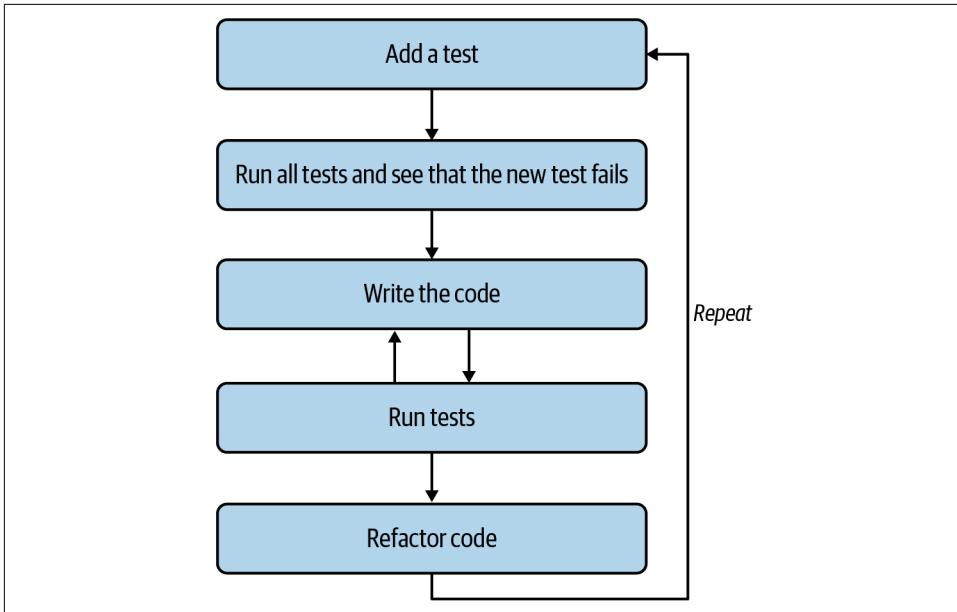 Add a test
Run all tests and see that the new test fails
Write the code
Repeat
Run tests
Refactor code